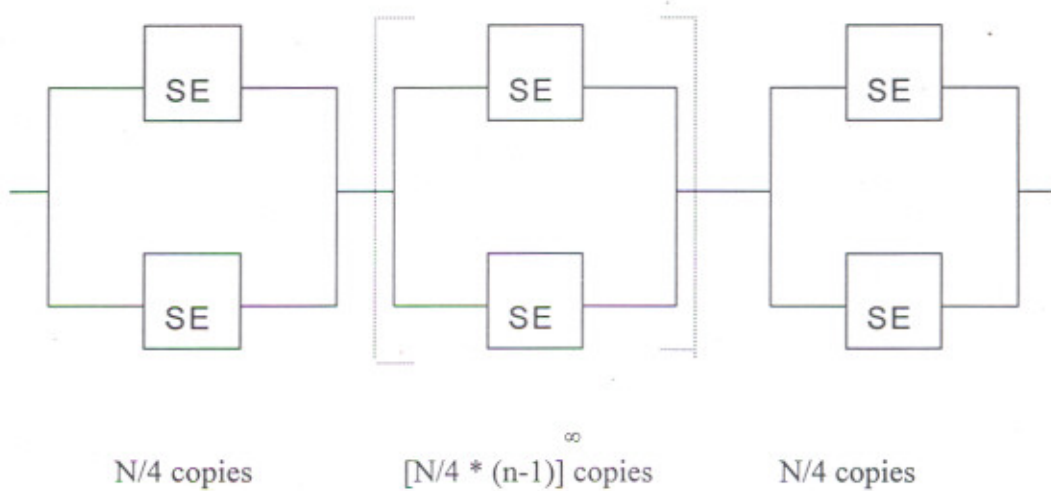 SE SE SE
SE SE SE
∞
N/4 copies [N/4 * (n-1)] copies N/4 copies